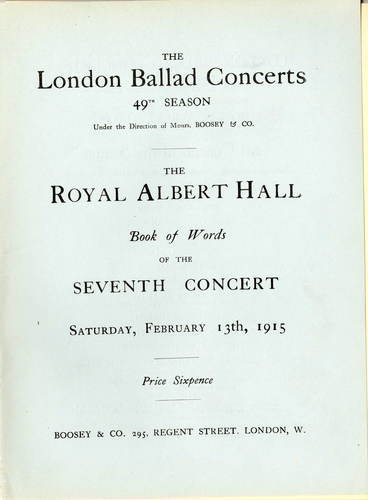 THE
London Ballad Concerts
49TH SEASON
Under the Direction of Messrs. BOOSEY & CO.
THE
ROYAL ALBERT HALL
Book of Words
OF THE
SEVENTH CONCERT
SATURDAY, FEBRUARY 13th, 1915
Price Sixpence
BOOSEY & CO. 295, REGENT STREET. LONDON, W.